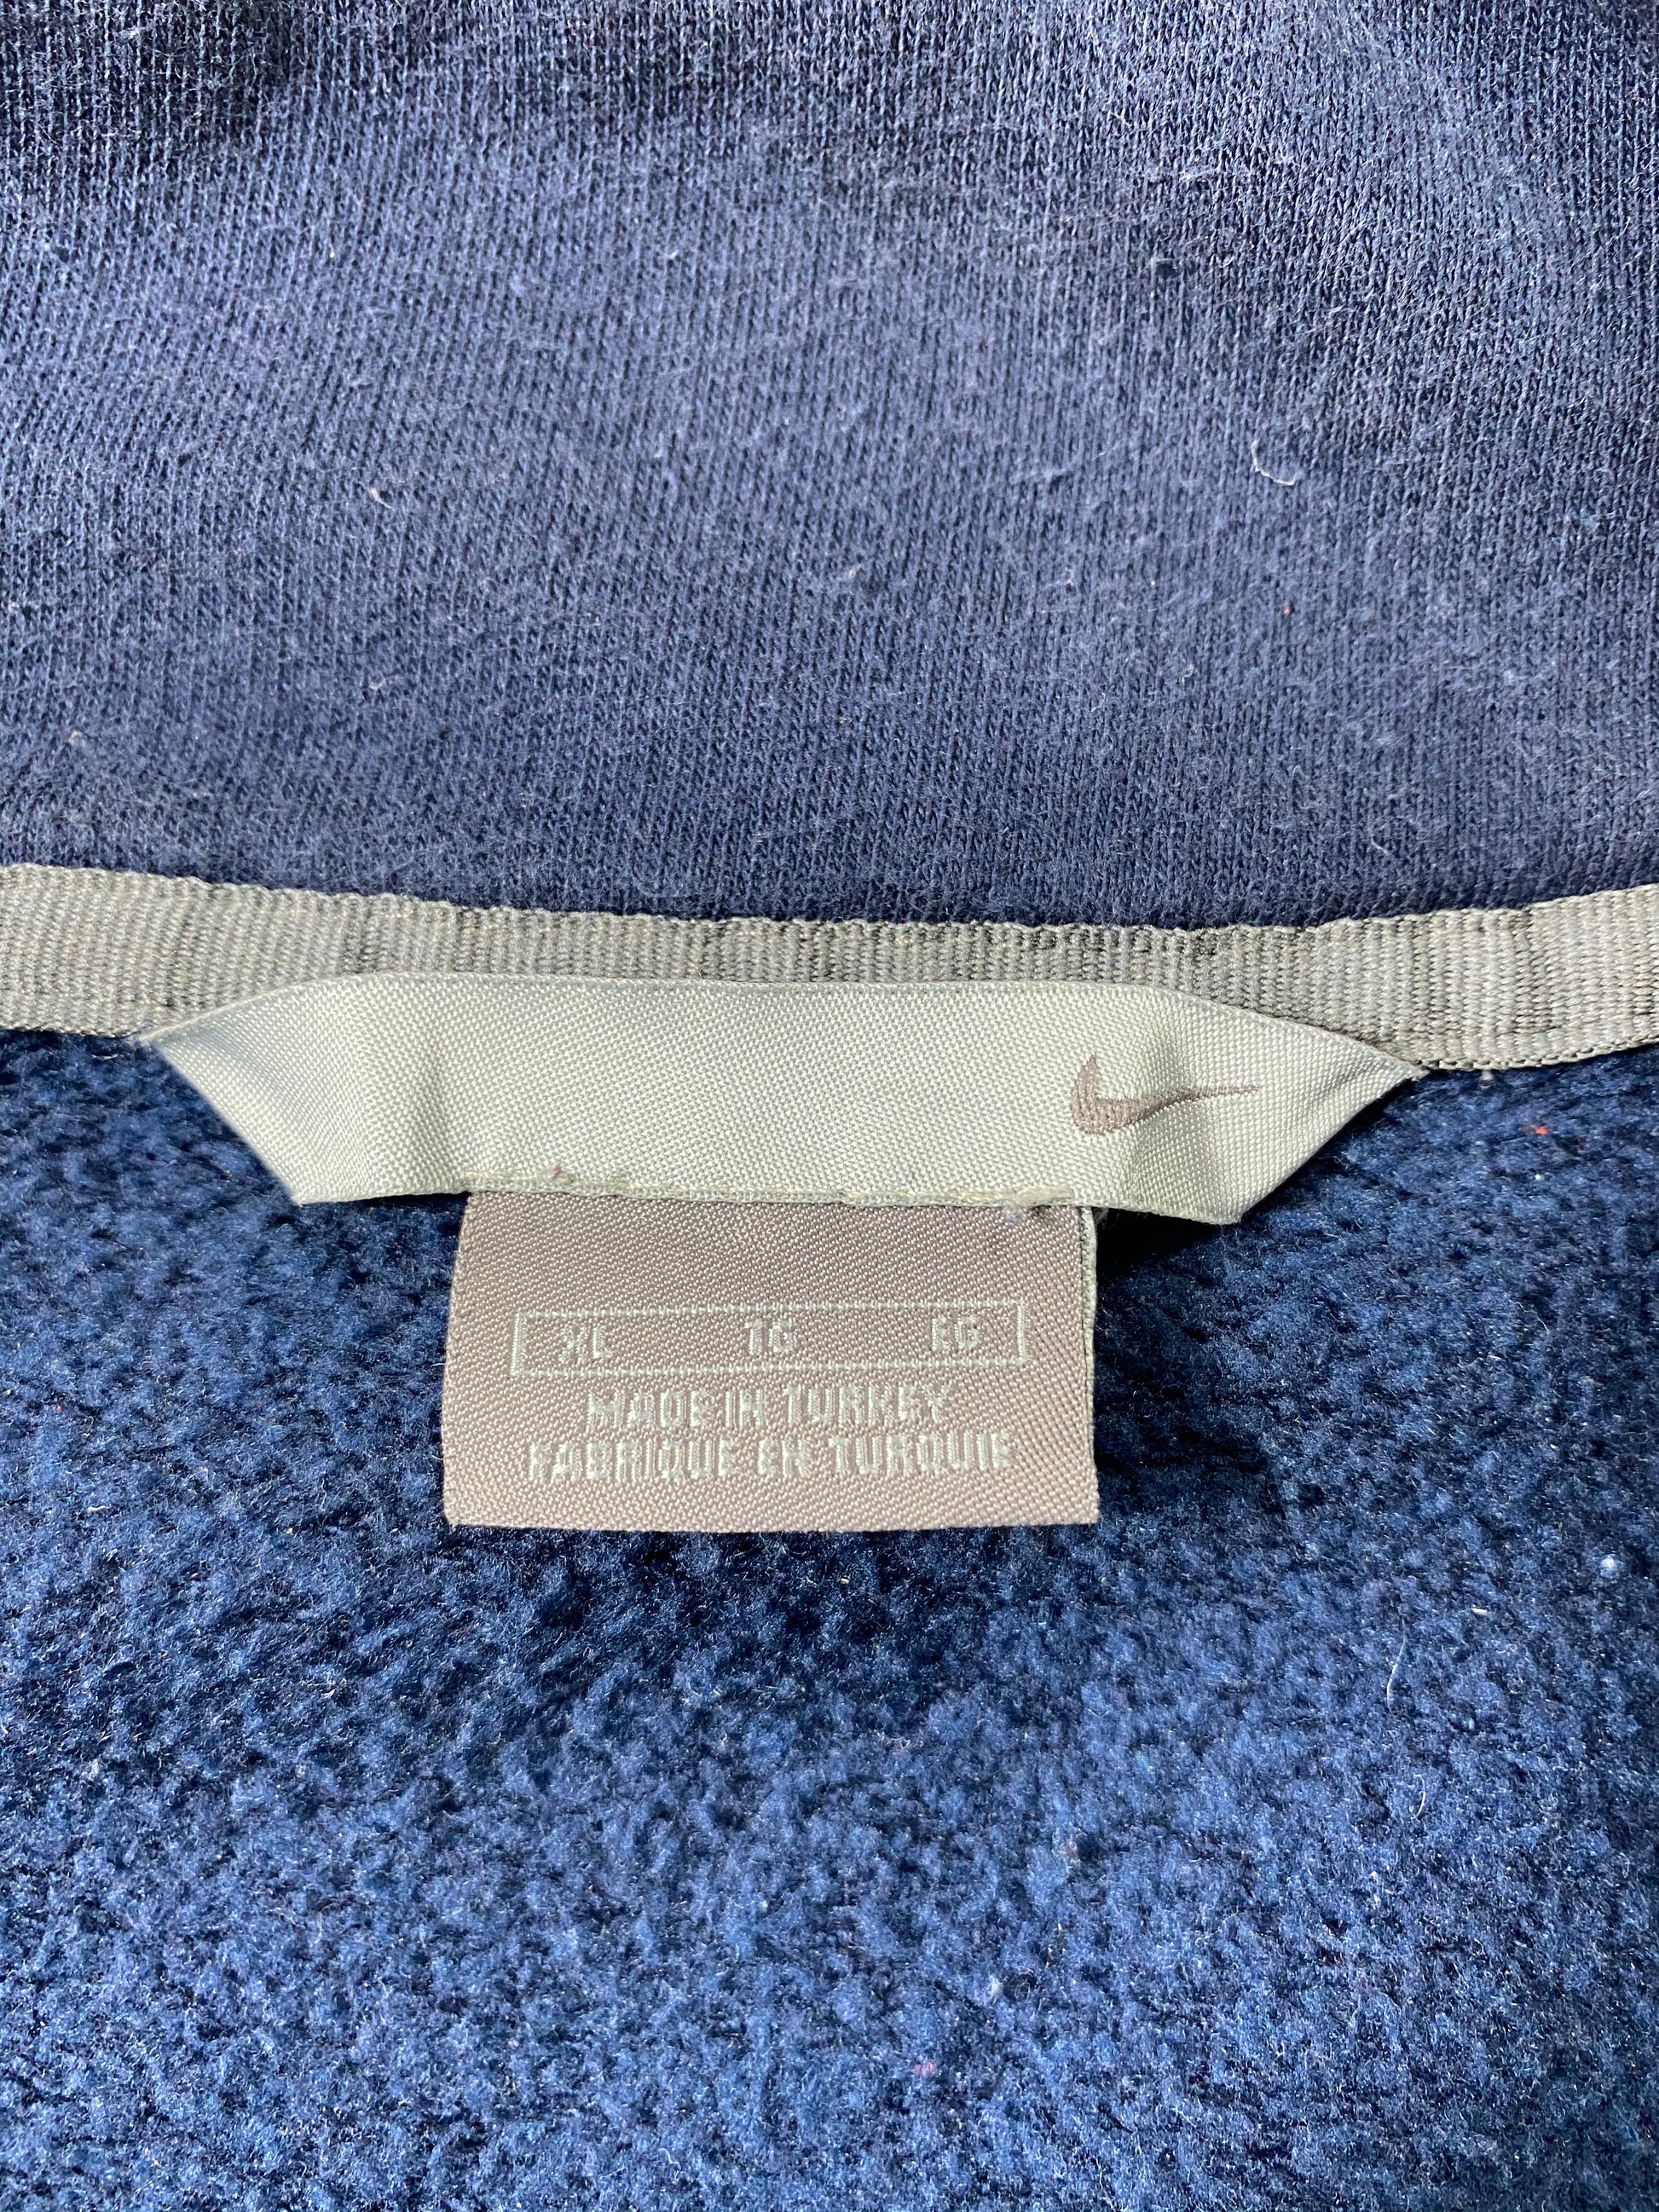 XL TG EG
MADE IN TURKEY
FABRIQUE EN TURQUIE